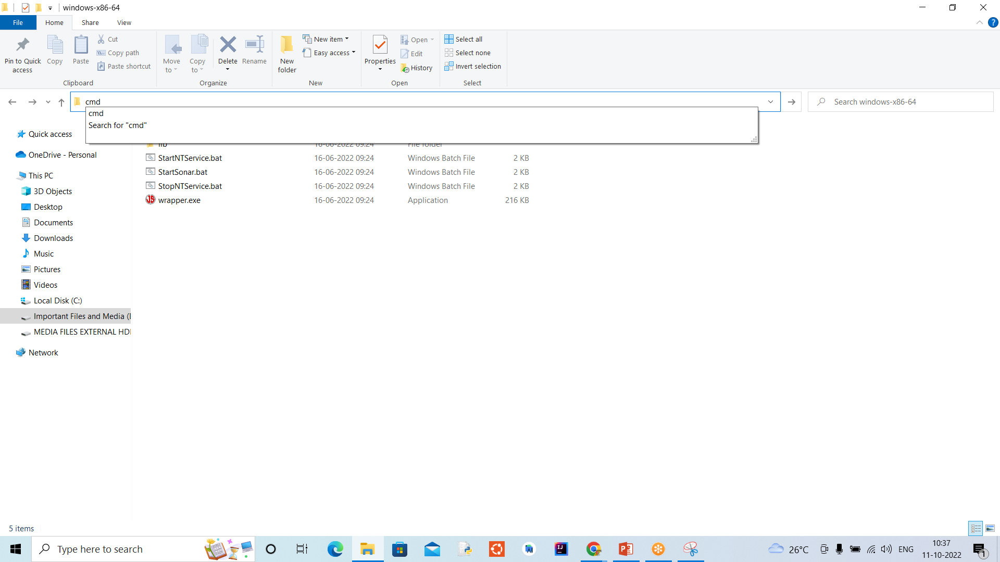 windows-x86-64
File
Home
Share
View
Pin to Quick access
Copy
Paste
Cut
Copy path
Paste shortcut
Clipboard
Move to
Copy to
Delete
Rename
Organize
New folder
New item
Easy access
New
Properties
Open
Edit
History
Open
Select all
Select none
Invert selection
Select
cmd
Search windows-x86-64
cmd
Search for "cmd"
Quick access
OneDrive - Personal
This PC
3D Objects
Desktop
Documents
Downloads
Music
Pictures
Videos
Local Disk (C:)
Important Files and Media (
MEDIA FILES EXTERNAL HD
Network
lib 16-06-2022 09:24 File folder
StartNTService.bat 16-06-2022 09:24 Windows Batch File 2 KB
StartSonar.bat 16-06-2022 09:24 Windows Batch File 2 KB
StopNTService.bat 16-06-2022 09:24 Windows Batch File 2 KB
wrapper.exe 16-06-2022 09:24 Application 216 KB
5 items
Type here to search
26°C
ENG
10:37
11-10-2022
1